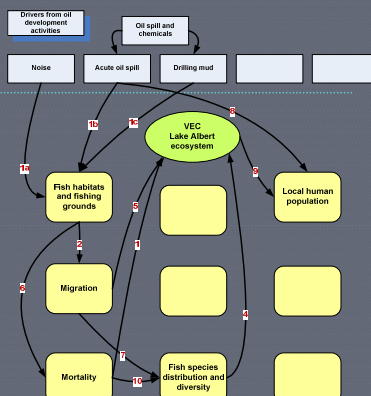 Drivers from oil
development
activities
Oil spill and
chemicals
Noise
Acute oil spill
Drilling mud
8
1b
1c
VEC
Lake Albert
ecosystem
1a
9
Fish habitats
and fishing
grounds
Local human
population
5
2
1
6
Migration
4
7
Mortality
10
Fish species
distribution and
diversity